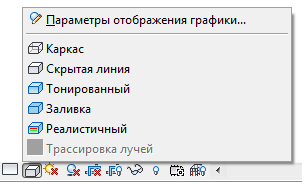 Параметры отображения графики...
Каркас
Скрытая линия
Тонированный
Заливка
Реалистичный
Трассировка лучей